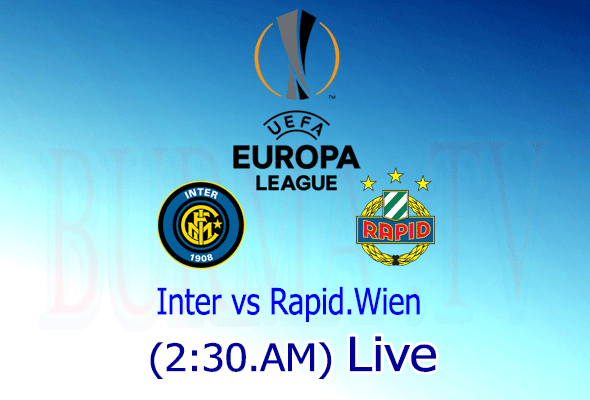 UEFA
EUROPA
LEAGUE
INTER
1908
RAPID
Inter vs Rapid.Wien
(2:30.AM) Live